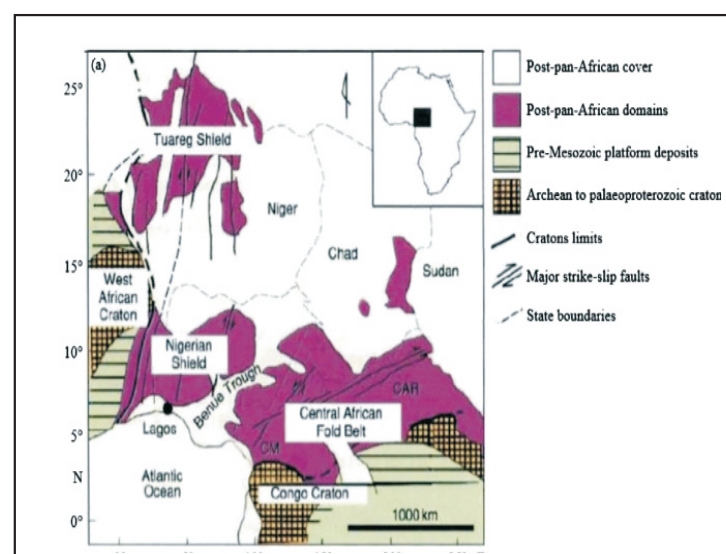 (a)
25°
20°
15°
10°
5°
N
0°
Tuareg Shield
Niger
Chad
Sudan
West
African
Craton
Nigerian
Shield
Benue Trough
Lagos
CAR
Central African
Fold Belt
CM
Atlantic
Ocean
Congo Craton
1000 km
Post-pan-African cover
Post-pan-African domains
Pre-Mesozoic platform deposits
Archean to palaeoproterozoic craton
Cratons limits
Major strike-slip faults
State boundaries